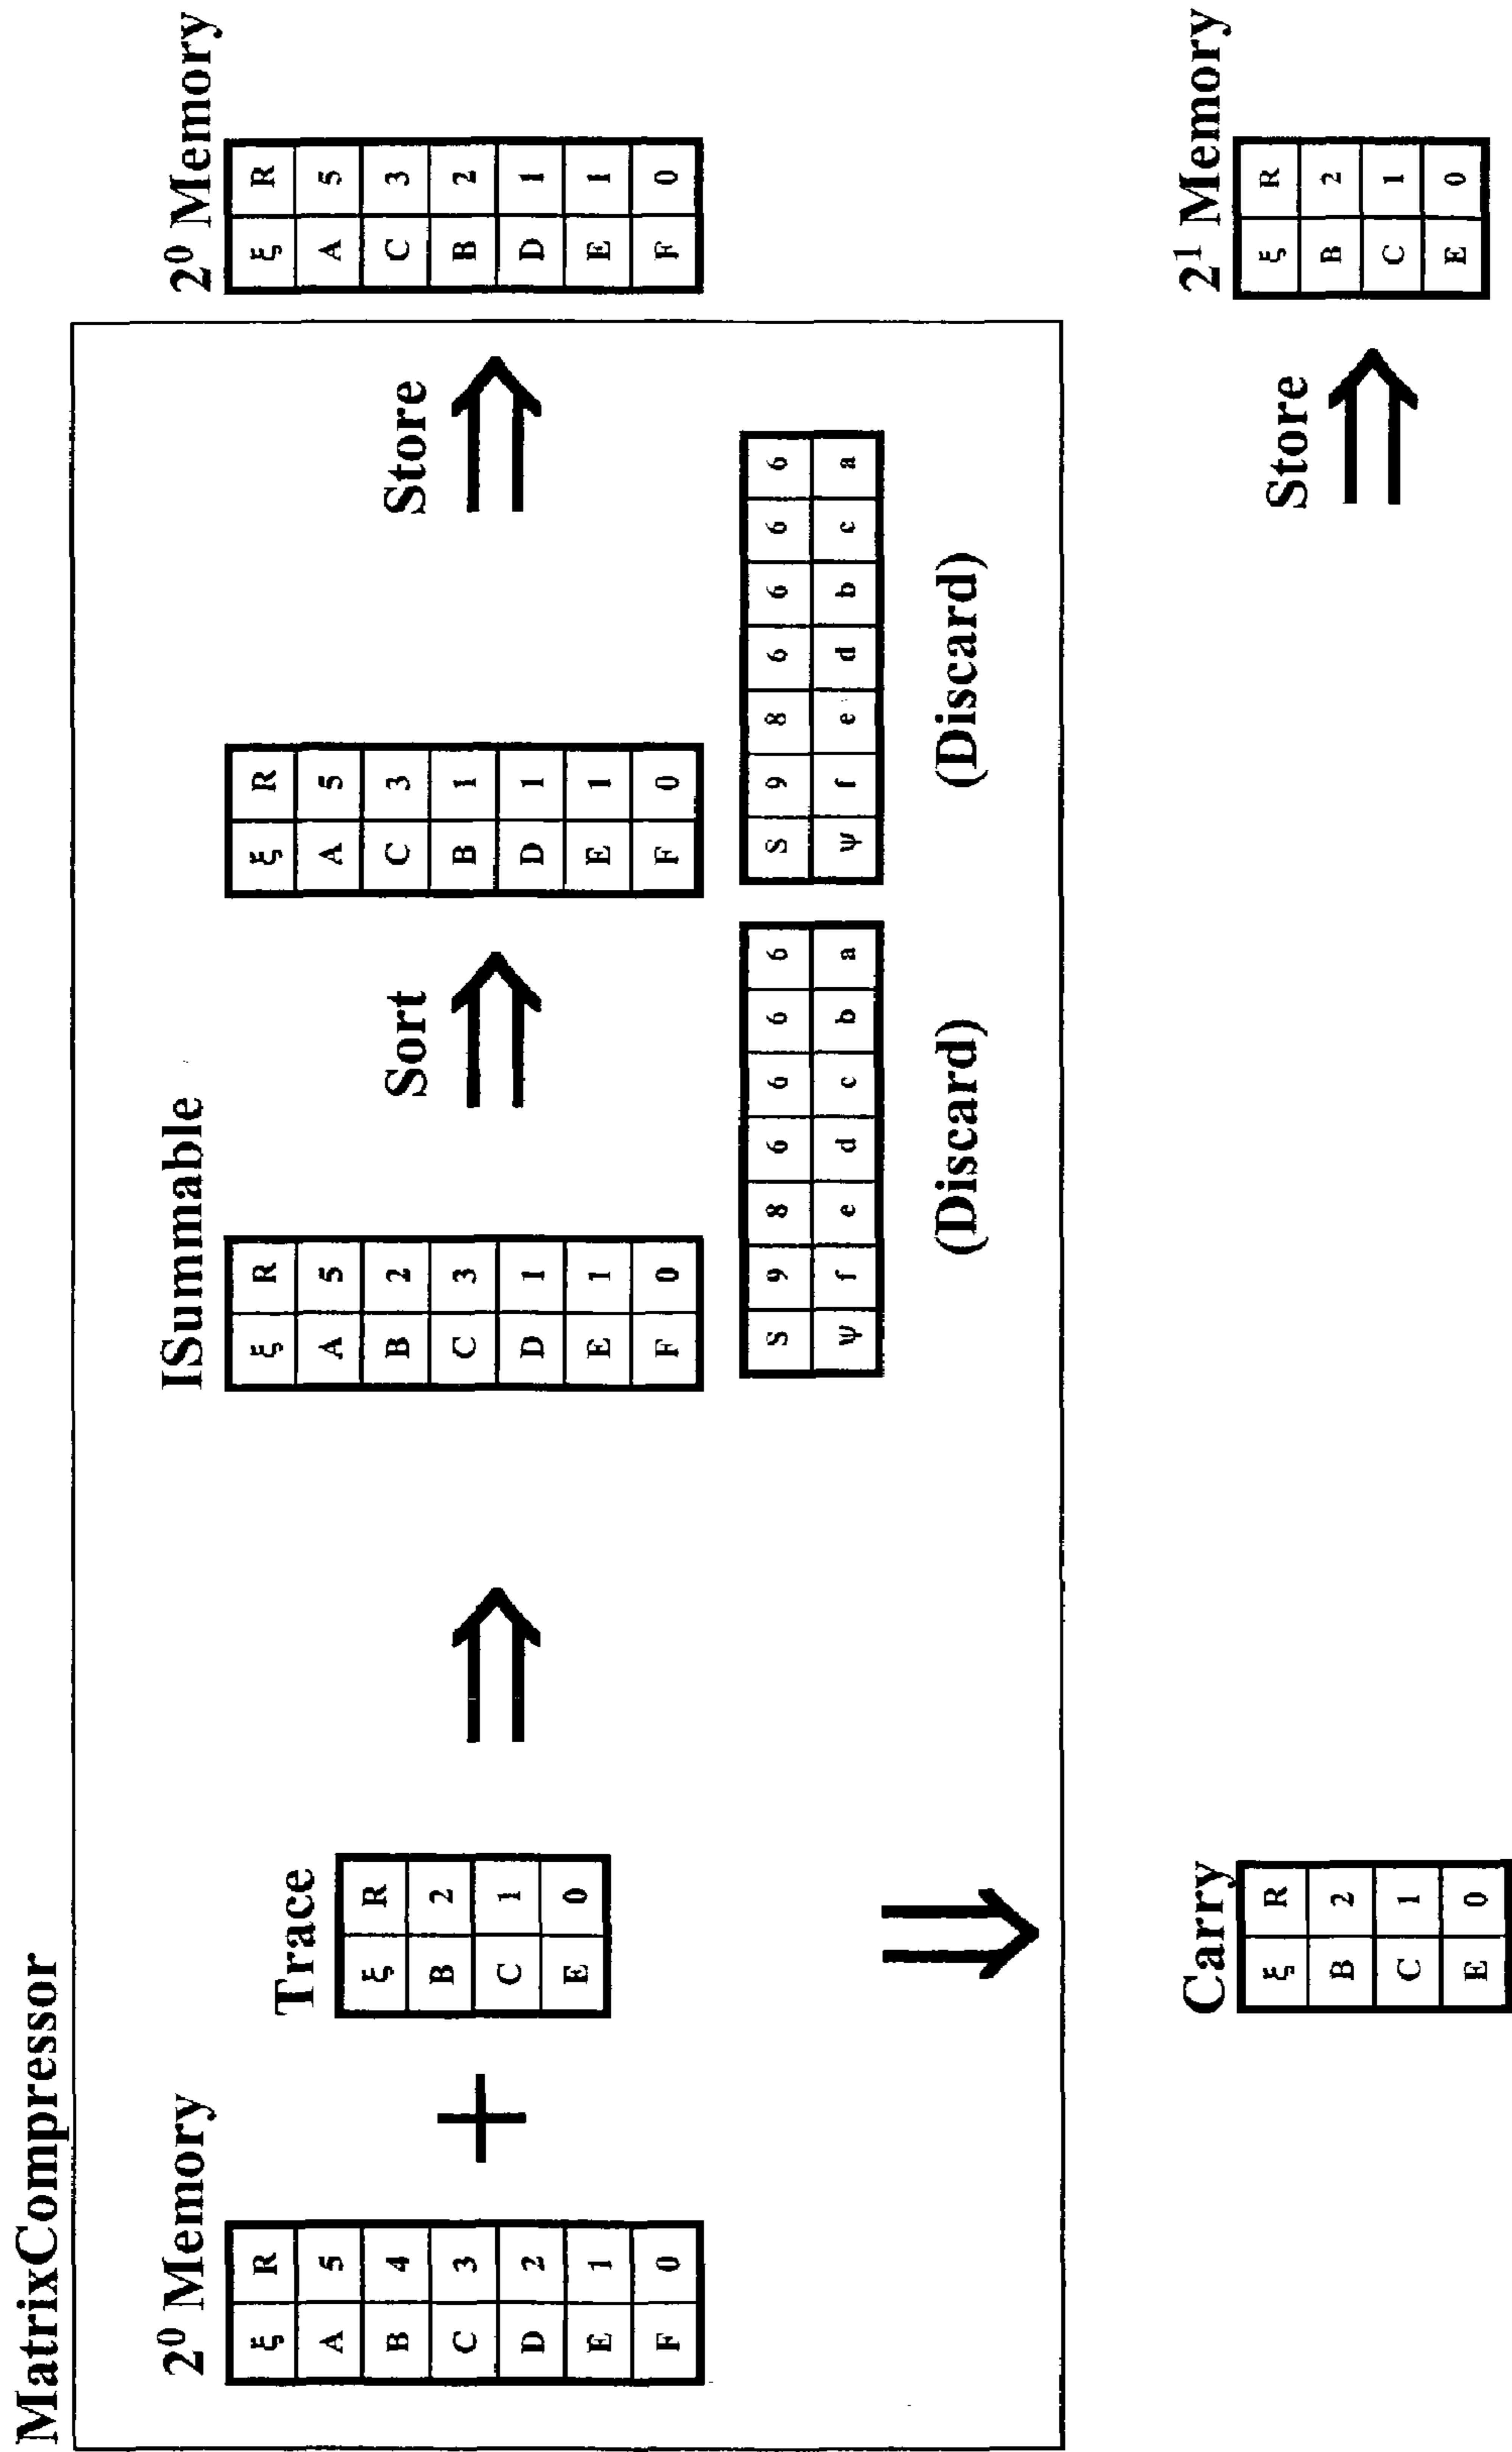 MatrixCompressor
2⁰ Memory
ξ R
A 5
B 4
C 3
D 2
E 1
F 0
+
Trace
ξ R
B 2
C 1
E 0
ISummable
ξ R
A 5
B 2
C 3
D 1
E 1
F 0
S 9 8 6 6 6 6
ψ f e d c b a
(Discard)
Sort
ξ R
A 5
C 3
B 1
D 1
E 1
F 0
S 9 8 6 6 6 6
ψ f e d b c a
(Discard)
Store
2⁰ Memory
ξ R
A 5
C 3
B 2
D 1
E 1
F 0
Carry
ξ R
B 2
C 1
E 0
Store
2¹ Memory
ξ R
B 2
C 1
E 0